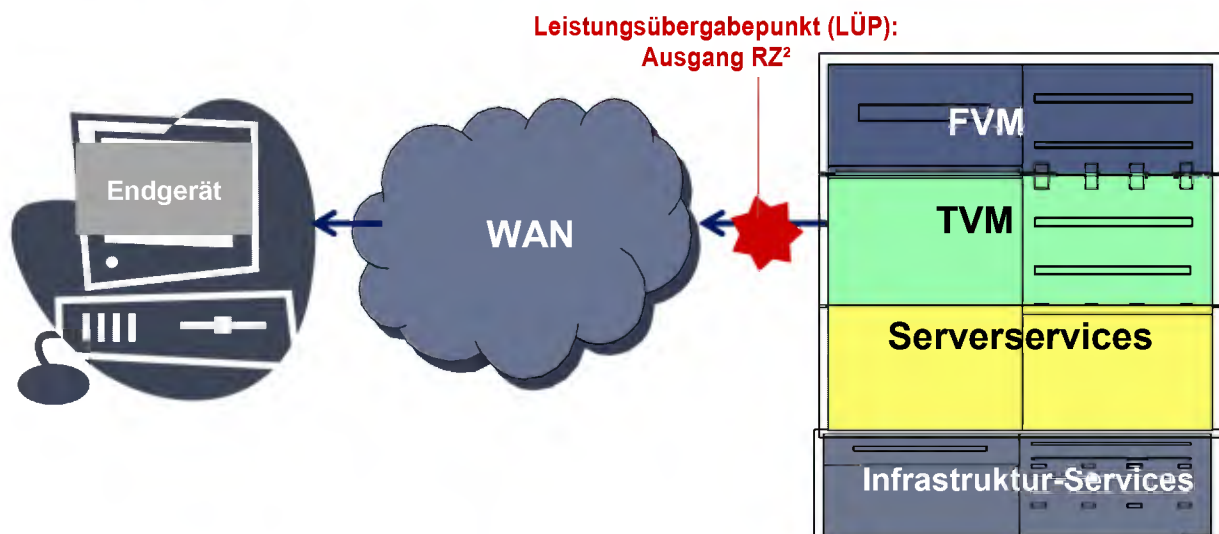 Leistungsübergabepunkt (LÜP):
Ausgang RZ²
FVM
Endgerät
WAN
TVM
Serverservices
Infrastruktur-Services